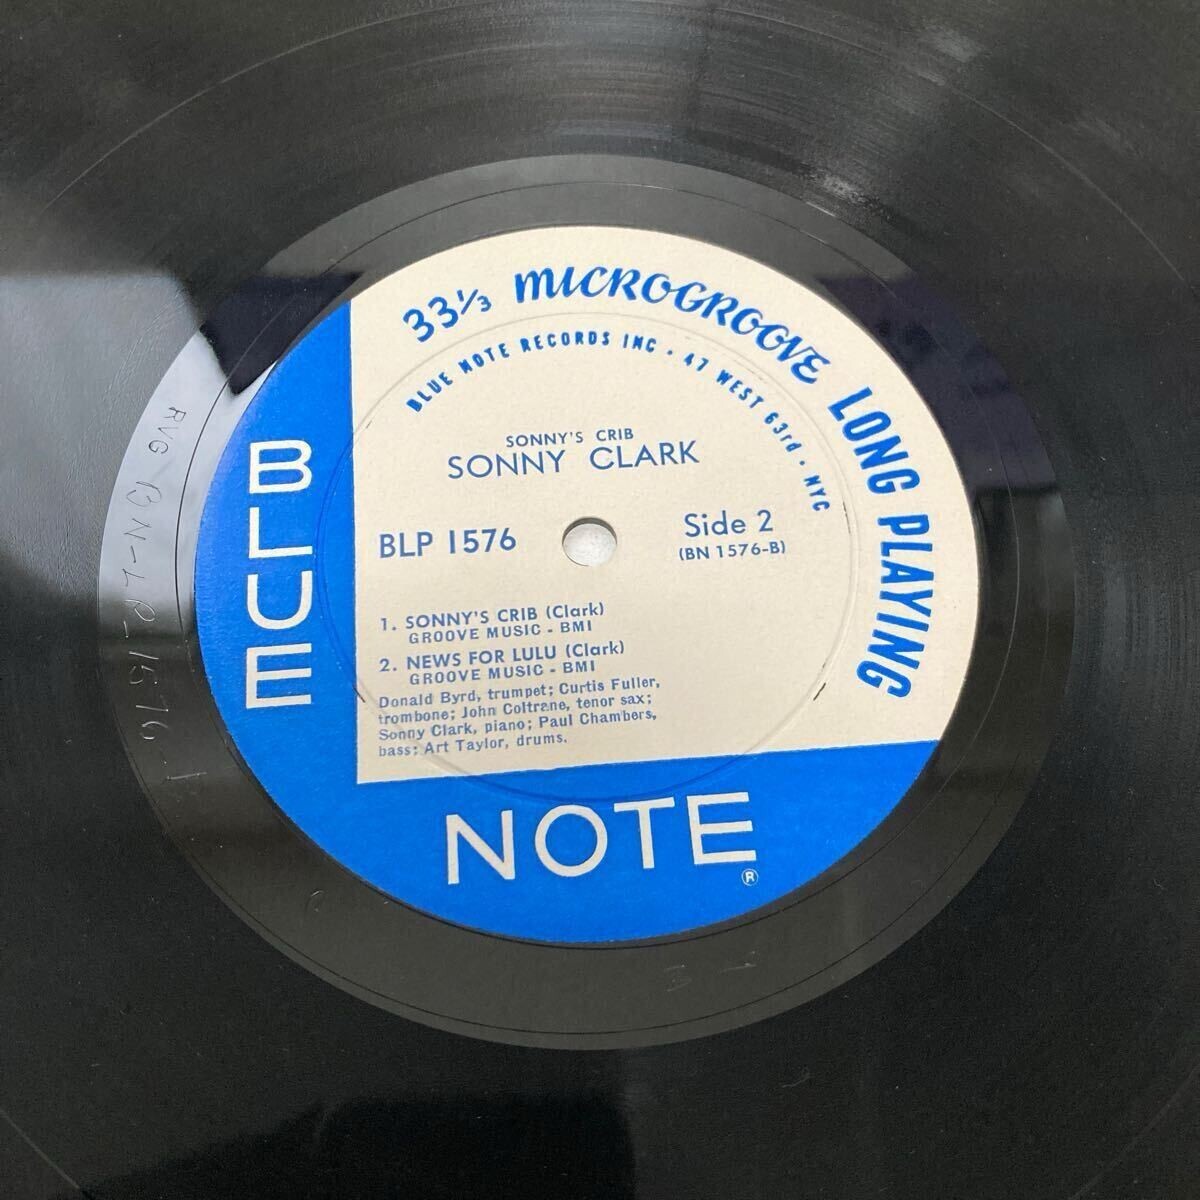 33⅓ MICROGROOVE LONG PLAYING
BLUE NOTE RECORDS INC · 47 WEST 63rd · NYC
SONNY'S CRIB
SONNY CLARK
BLP 1576
Side 2
(BN 1576-B)
1. SONNY'S CRIB (Clark)
GROOVE MUSIC - BMI
2. NEWS FOR LULU (Clark)
GROOVE MUSIC - BMI
Donald Byrd, trumpet; Curtis Fuller,
trombone; John Coltrane, tenor sax;
Sonny Clark, piano; Paul Chambers,
bass; Art Taylor, drums.
BLUE
NOTE
®
RVG BN-LP-1576-